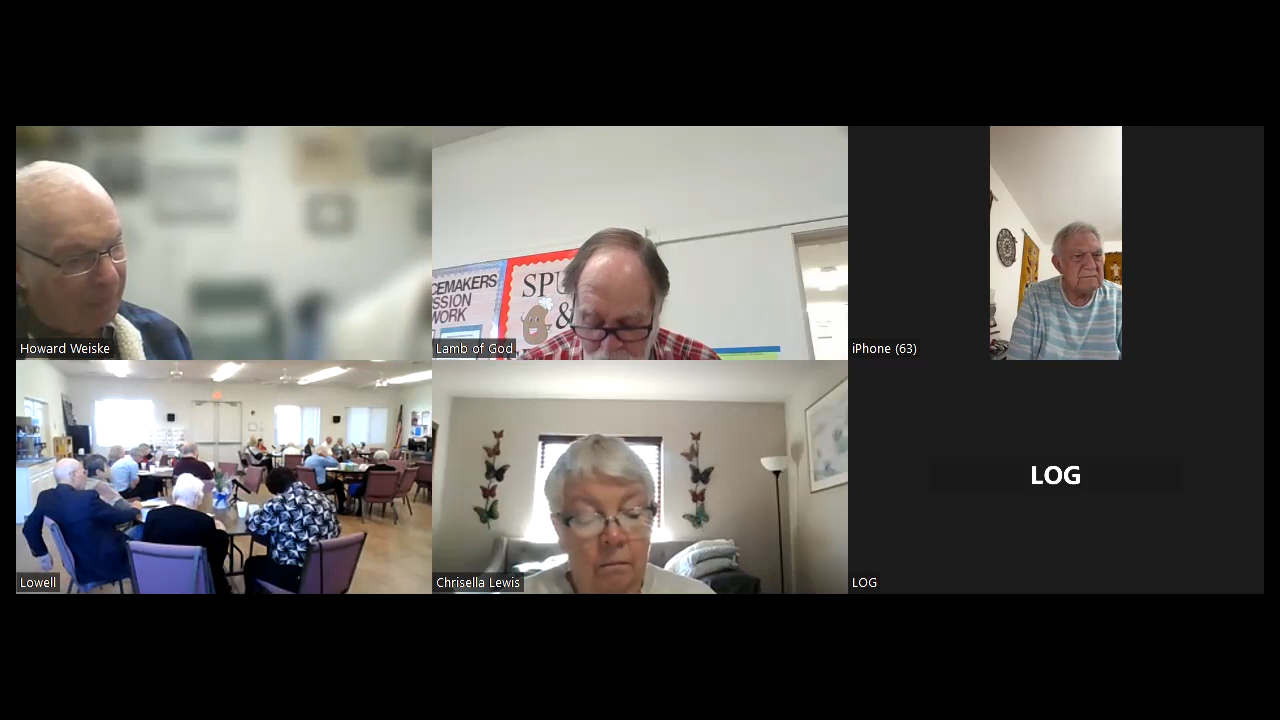 CEMAKERS
SSION
WORK
SPU
&
Howard Weiske
Lamb of God
iPhone (63)
LOG
Lowell
Chrisella Lewis
LOG